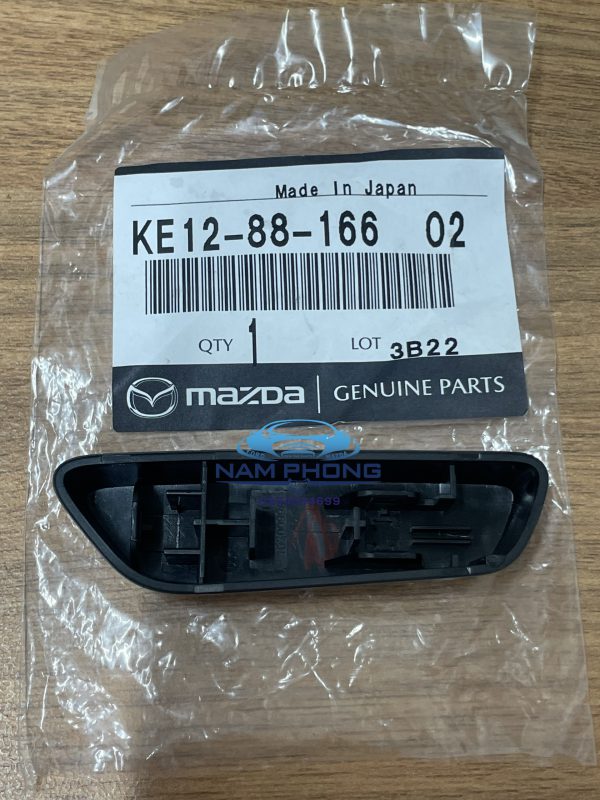 Made In Japan
KE12-88-166 02
QTY 1 LOT 3B22
mazda GENUINE PARTS
NAM PHONG